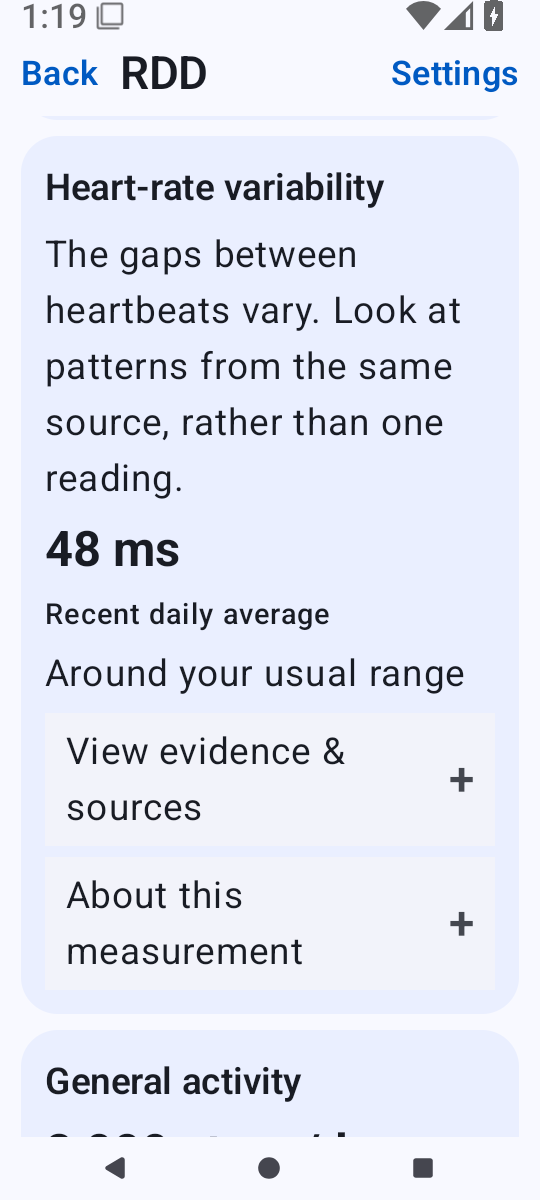 1:19
Back RDD Settings
Heart-rate variability
The gaps between
heartbeats vary. Look at
patterns from the same
source, rather than one
reading.
48 ms
Recent daily average
Around your usual range
View evidence &
sources
+
About this
measurement
+
General activity